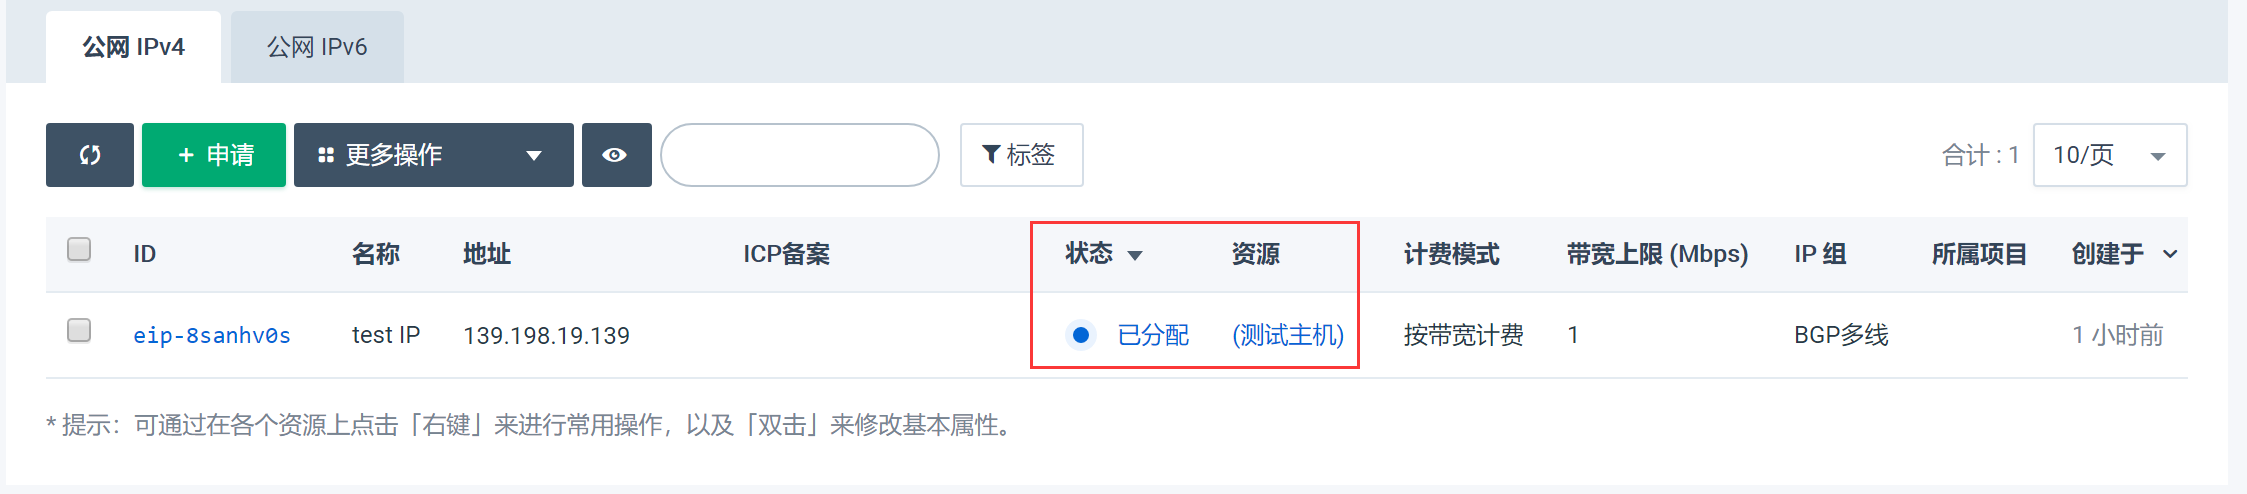 公网 IPv4 公网 IPv6
+ 申请 更多操作 标签 合计 : 1 10/页
ID 名称 地址 ICP备案 状态 资源 计费模式 带宽上限 (Mbps) IP 组 所属项目 创建于
eip-8sanhv0s test IP 139.198.19.139 已分配 (测试主机) 按带宽计费 1 BGP多线 1 小时前
* 提示：可通过在各个资源上点击「右键」来进行常用操作，以及「双击」来修改基本属性。